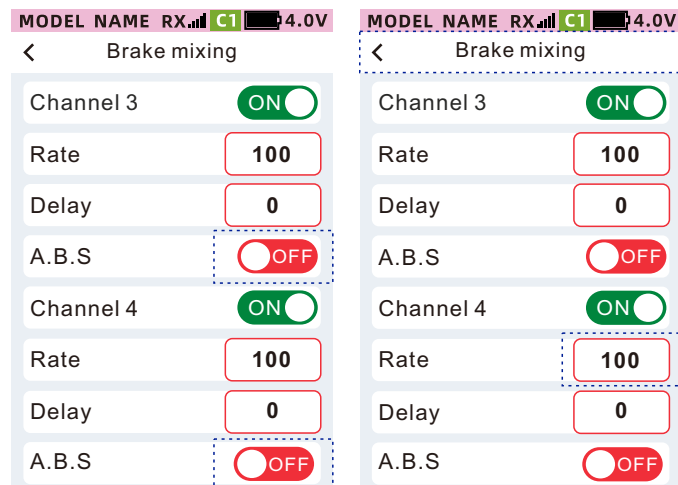 MODEL NAME RX C1 4.0V
Brake mixing
Channel 3 ON
Rate 100
Delay 0
A.B.S OFF
Channel 4 ON
Rate 100
Delay 0
A.B.S OFF
MODEL NAME RX C1 4.0V
Brake mixing
Channel 3 ON
Rate 100
Delay 0
A.B.S OFF
Channel 4 ON
Rate 100
Delay 0
A.B.S OFF